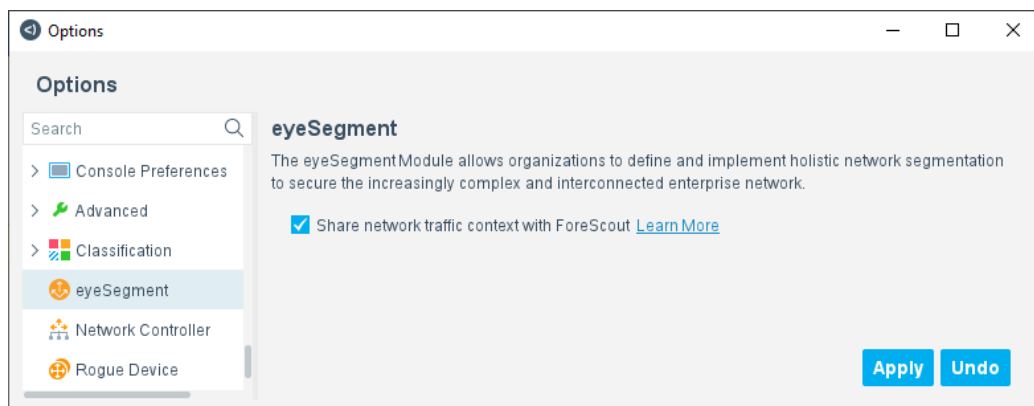 Options
Options
Search
Console Preferences
Advanced
Classification
eyeSegment
Network Controller
Rogue Device
eyeSegment
The eyeSegment Module allows organizations to define and implement holistic network segmentation
to secure the increasingly complex and interconnected enterprise network.
Share network traffic context with ForeScout Learn More
Apply Undo